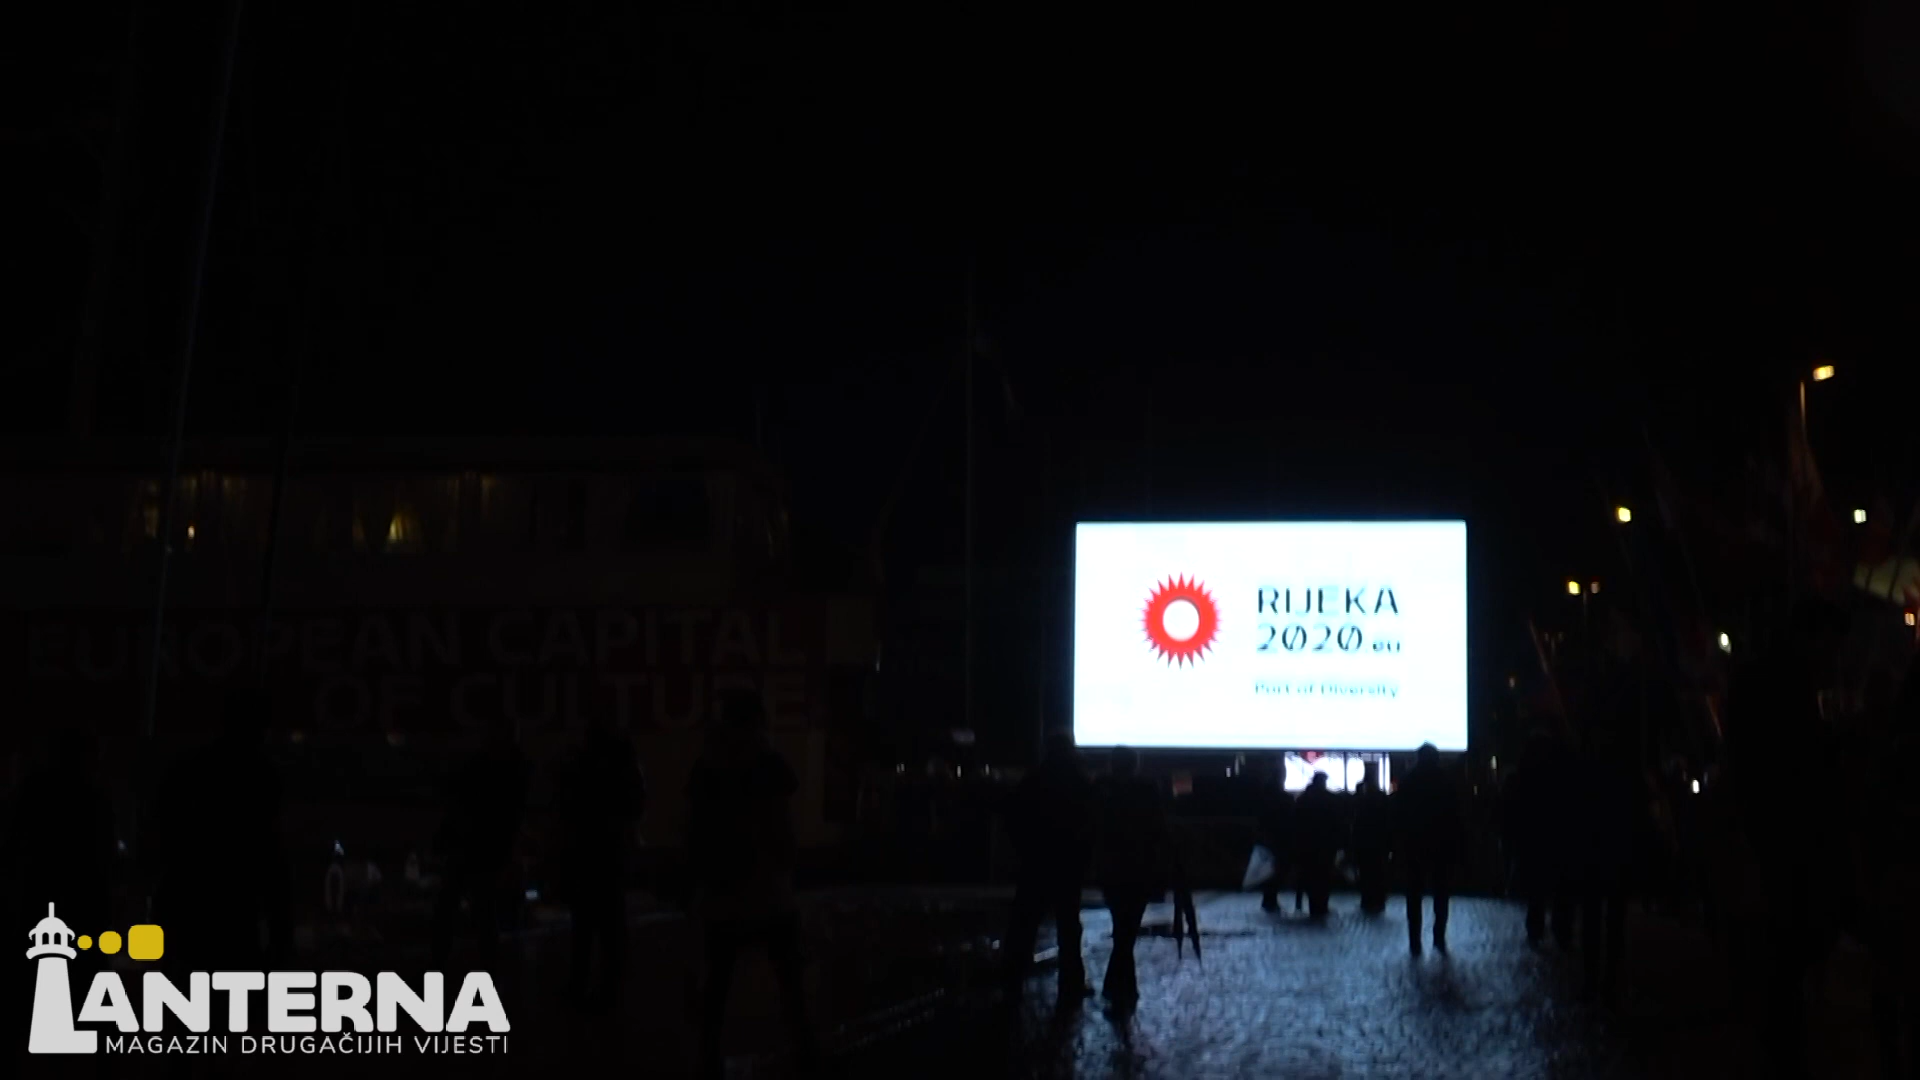 EUROPEAN CAPITAL
OF CULTURE
RIJEKA
2020 eu
Port of Diversity
LANTERNA
MAGAZIN DRUGAČIJIH VIJESTI